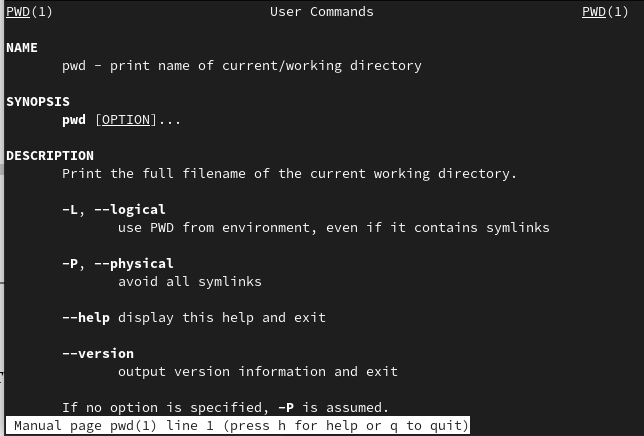 PWD(1) User Commands PWD(1)
NAME
pwd - print name of current/working directory
SYNOPSIS
pwd [OPTION]...
DESCRIPTION
Print the full filename of the current working directory.
-L, --logical
use PWD from environment, even if it contains symlinks
-P, --physical
avoid all symlinks
--help display this help and exit
--version
output version information and exit
If no option is specified, -P is assumed.
Manual page pwd(1) line 1 (press h for help or q to quit)